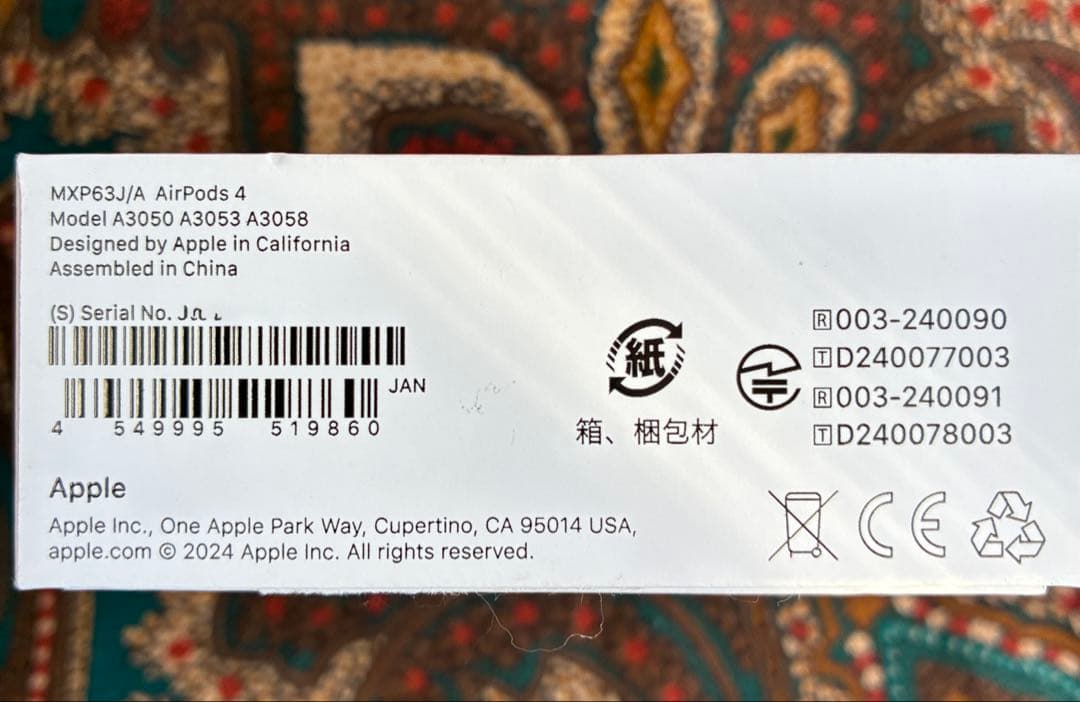 MXP63J/A AirPods 4
Model A3050 A3053 A3058
Designed by Apple in California
Assembled in China
(S) Serial No.
JAN
4 549995 519860
紙
箱、梱包材
R003-240090
TD240077003
R003-240091
TD240078003
Apple
Apple Inc., One Apple Park Way, Cupertino, CA 95014 USA,
apple.com © 2024 Apple Inc. All rights reserved.
CE